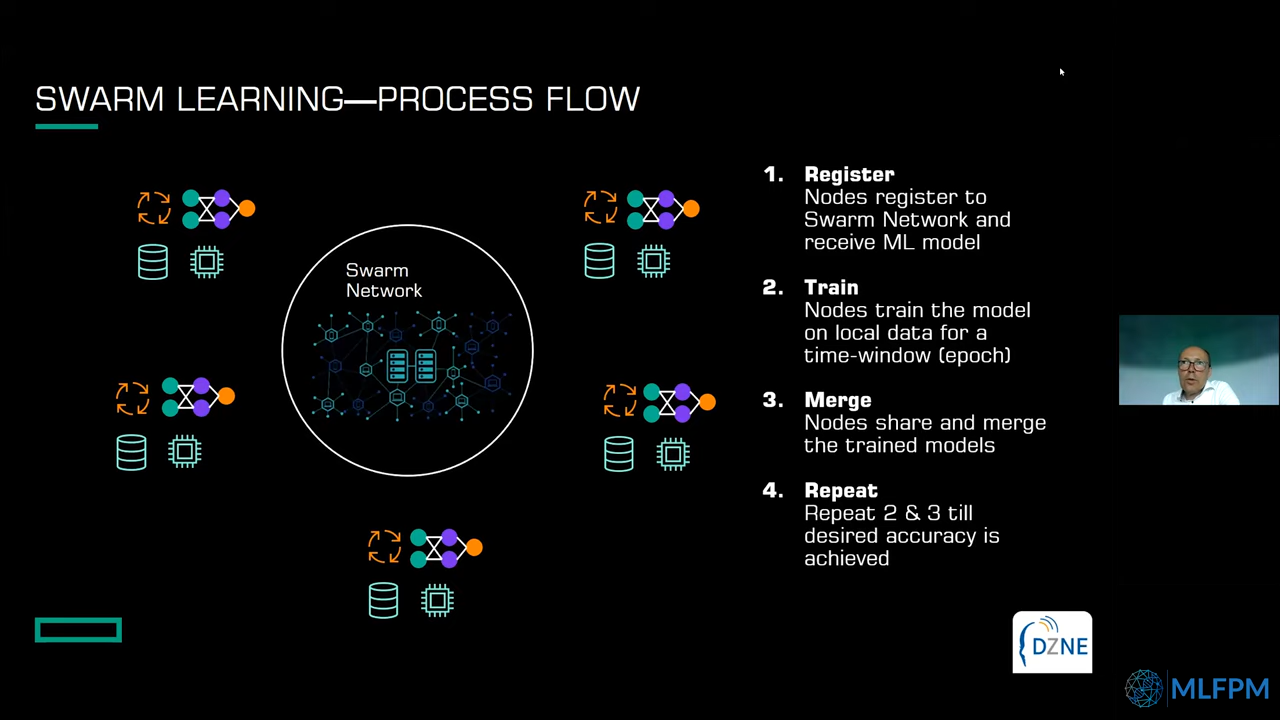 SWARM LEARNING—PROCESS FLOW
Swarm
Network
1. Register
Nodes register to
Swarm Network and
receive ML model
2. Train
Nodes train the model
on local data for a
time-window (epoch)
3. Merge
Nodes share and merge
the trained models
4. Repeat
Repeat 2 & 3 till
desired accuracy is
achieved
DZNE
MLFPM